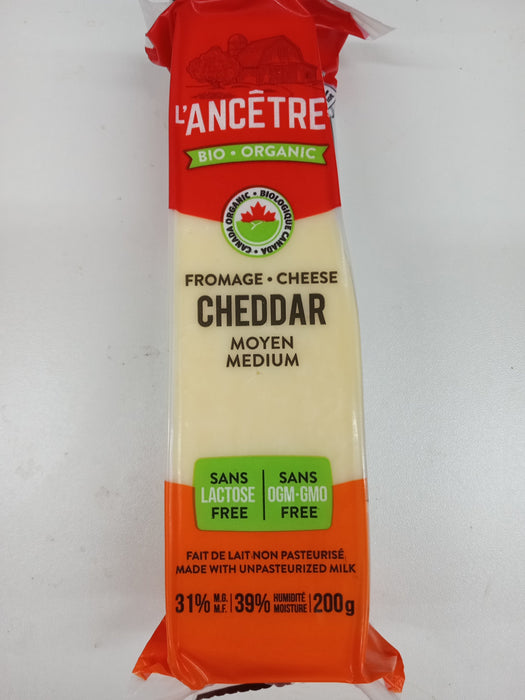 L'ANCÊTRE
BIO • ORGANIC
CANADA ORGANIC • BIOLOGIQUE CANADA •
FROMAGE • CHEESE
CHEDDAR
MOYEN
MEDIUM
SANS LACTOSE FREE
SANS OGM-GMO FREE
FAIT DE LAIT NON PASTEURISÉ
MADE WITH UNPASTEURIZED MILK
31% M.G. M.F. | 39% HUMIDITÉ MOISTURE | 200g